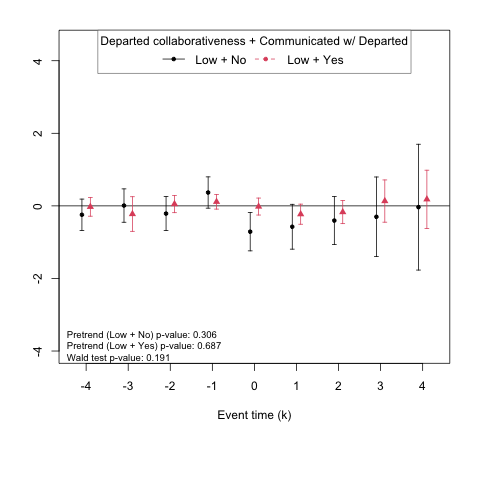 Departed collaborativeness + Communicated w/ Departed
Low + No Low + Yes
4
2
0
-2
-4
Pretrend (Low + No) p-value: 0.306
Pretrend (Low + Yes) p-value: 0.687
Wald test p-value: 0.191
-4 -3 -2 -1 0 1 2 3 4
Event time (k)